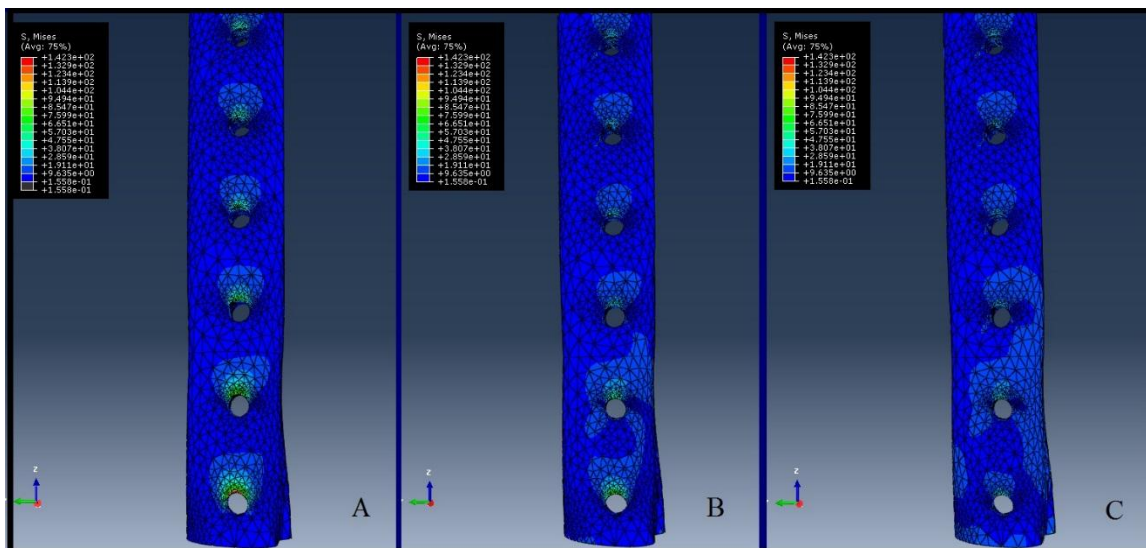 S, Mises
(Avg: 75%)
+1.423e+02
+1.329e+02
+1.234e+02
+1.139e+02
+1.044e+02
+9.494e+01
+8.547e+01
+7.599e+01
+6.651e+01
+5.703e+01
+4.755e+01
+3.807e+01
+2.859e+01
+1.911e+01
+9.635e+00
+1.558e-01
+1.558e-01
z
A
S, Mises
(Avg: 75%)
+1.423e+02
+1.329e+02
+1.234e+02
+1.139e+02
+1.044e+02
+9.494e+01
+8.547e+01
+7.599e+01
+6.651e+01
+5.703e+01
+4.755e+01
+3.807e+01
+2.859e+01
+1.911e+01
+9.635e+00
+1.558e-01
+1.558e-01
z
B
S, Mises
(Avg: 75%)
+1.423e+02
+1.329e+02
+1.234e+02
+1.139e+02
+1.044e+02
+9.494e+01
+8.547e+01
+7.599e+01
+6.651e+01
+5.703e+01
+4.755e+01
+3.807e+01
+2.859e+01
+1.911e+01
+9.635e+00
+1.558e-01
+1.558e-01
z
C